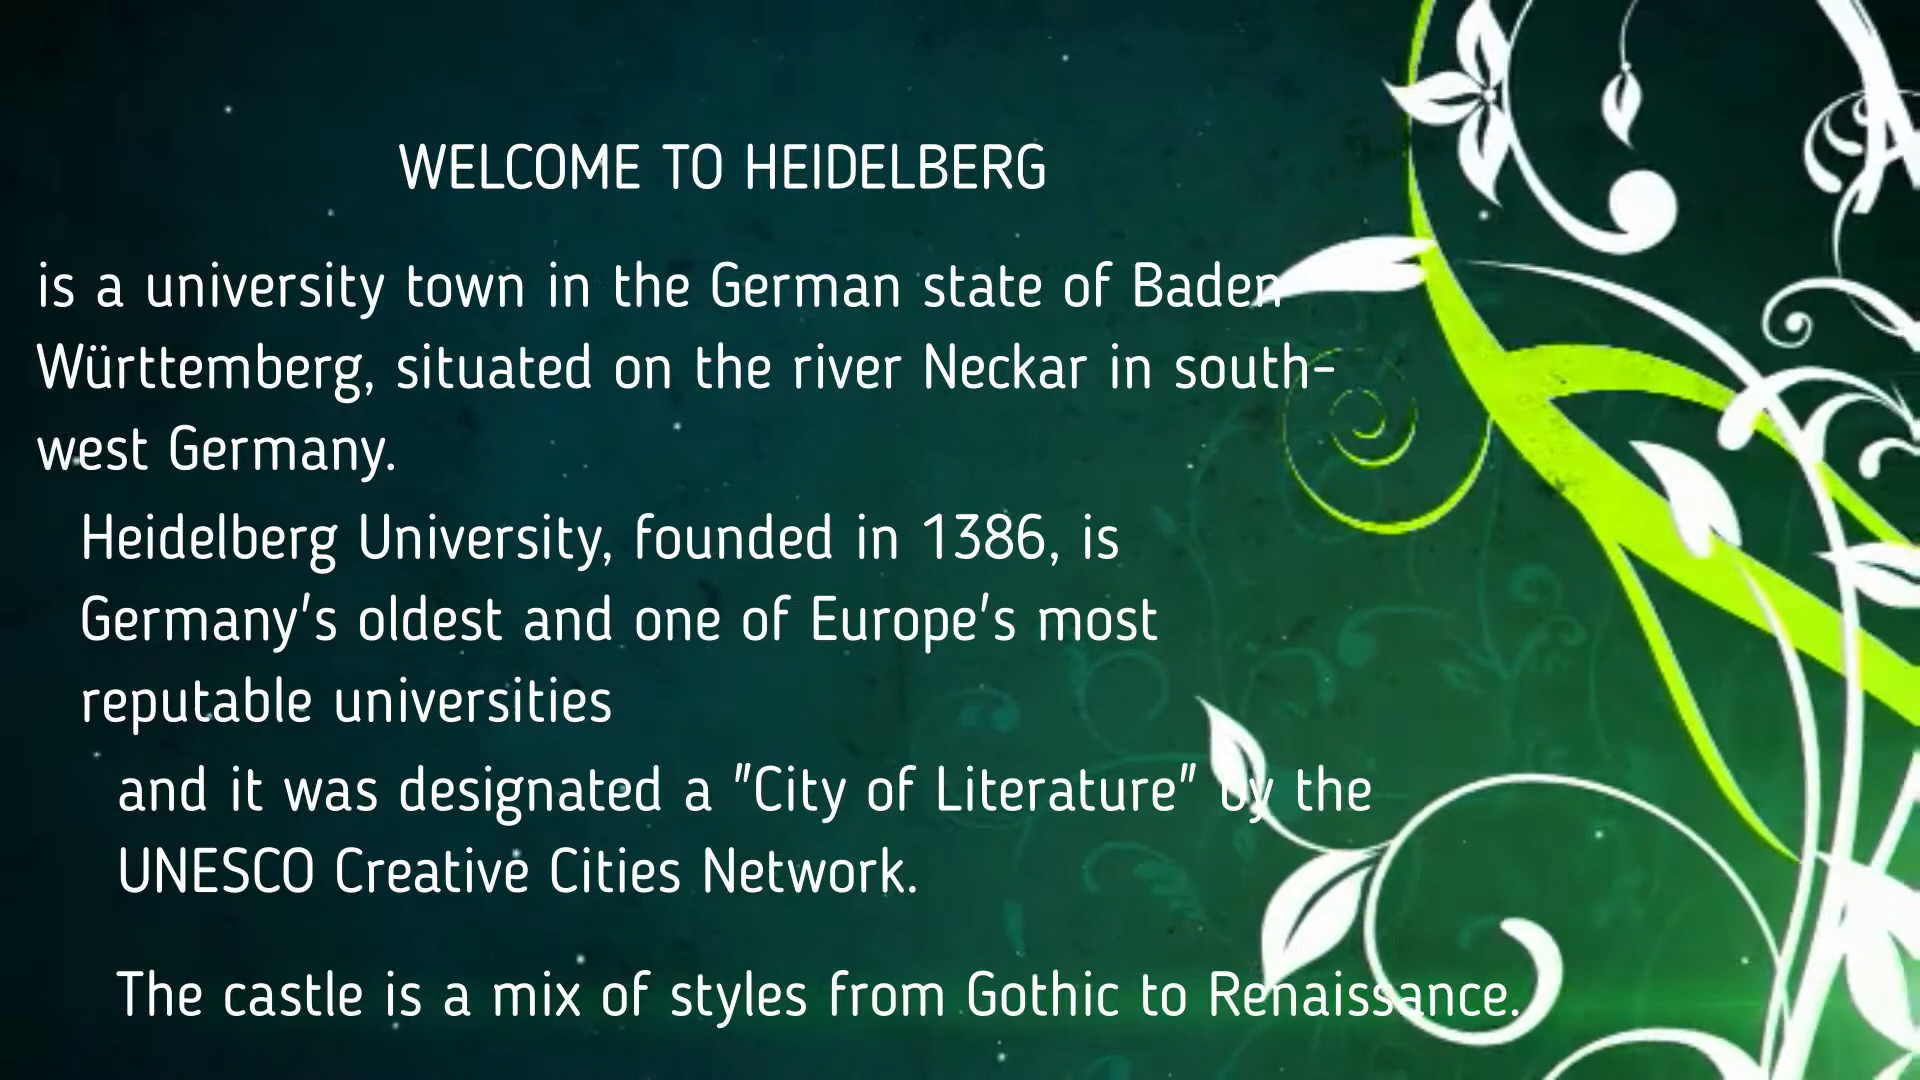 WELCOME TO HEIDELBERG
is a university town in the German state of Baden
Württemberg, situated on the river Neckar in south-
west Germany.
Heidelberg University, founded in 1386, is
Germany's oldest and one of Europe's most
reputable universities
and it was designated a "City of Literature" by the
UNESCO Creative Cities Network.
The castle is a mix of styles from Gothic to Renaissance.